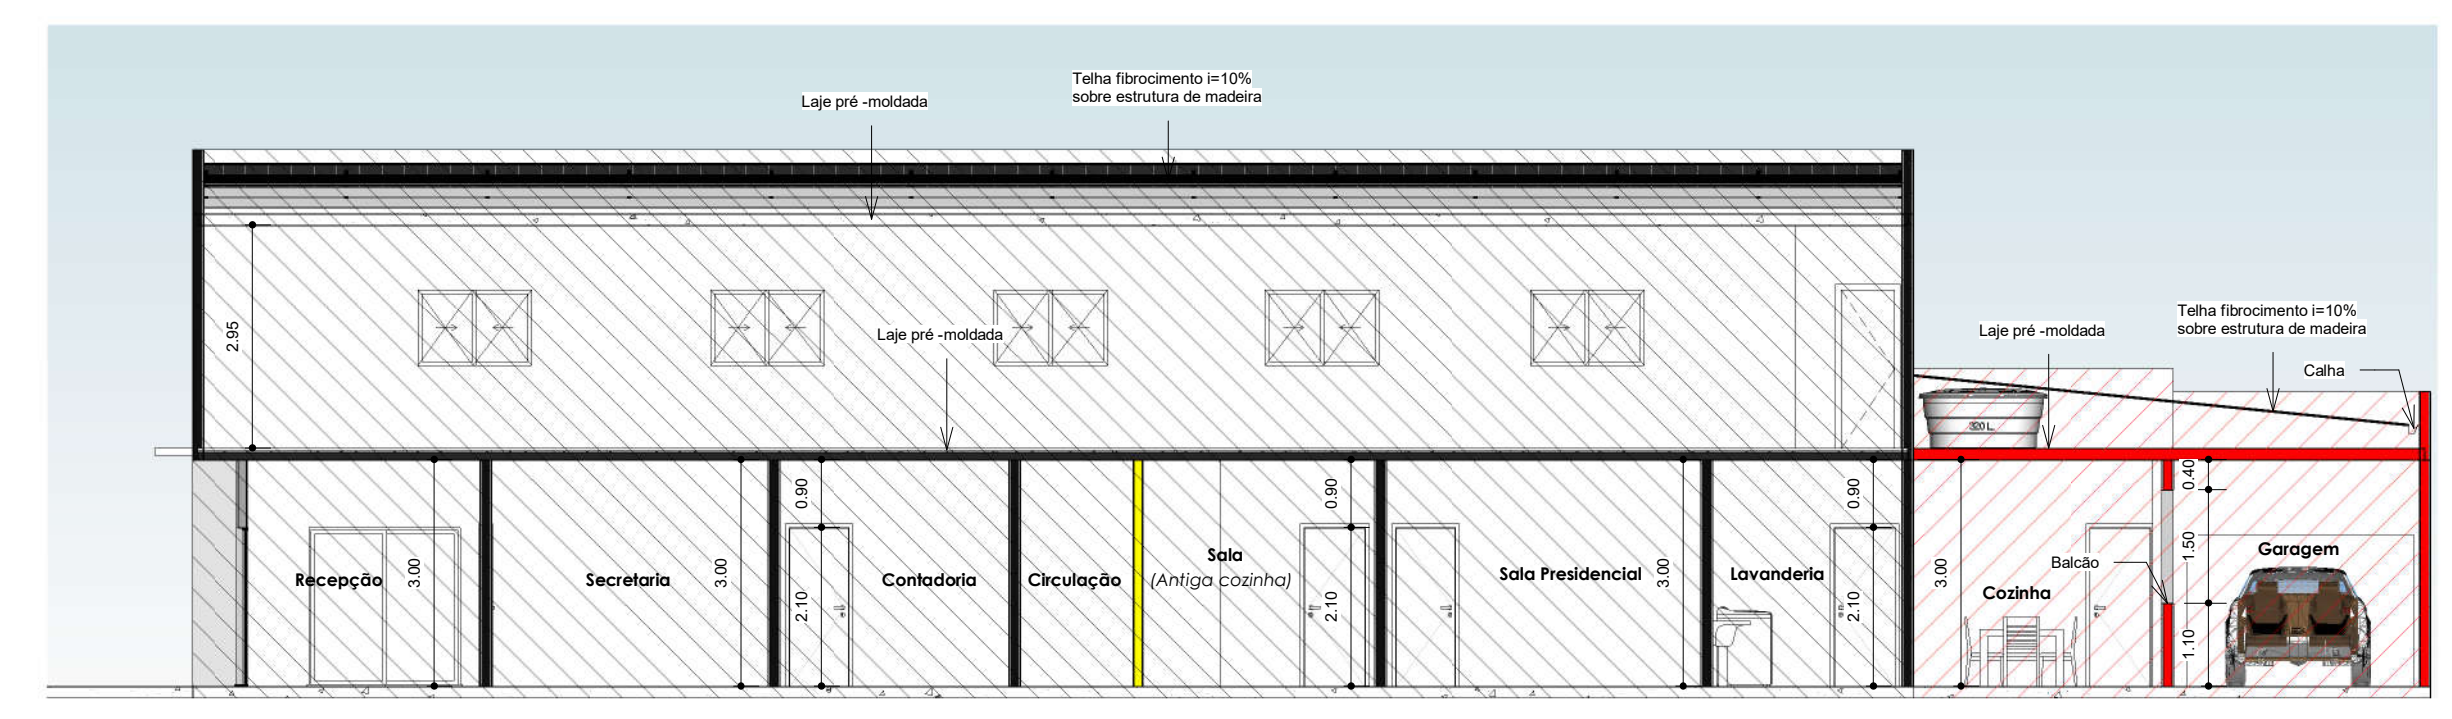 Telha fibrocimento i=10%
sobre estrutura de madeira
Laje pré -moldada
2.95
Laje pré -moldada
Telha fibrocimento i=10%
sobre estrutura de madeira
Laje pré -moldada
Calha
320 L
Recepção
3.00
Secretaria
3.00
0.90
2.10
Contadoria
Circulação
Sala
(Antiga cozinha)
0.90
2.10
Sala Presidencial
3.00
Lavanderia
0.90
2.10
3.00
Cozinha
Balcão
0.40
1.50
1.10
Garagem